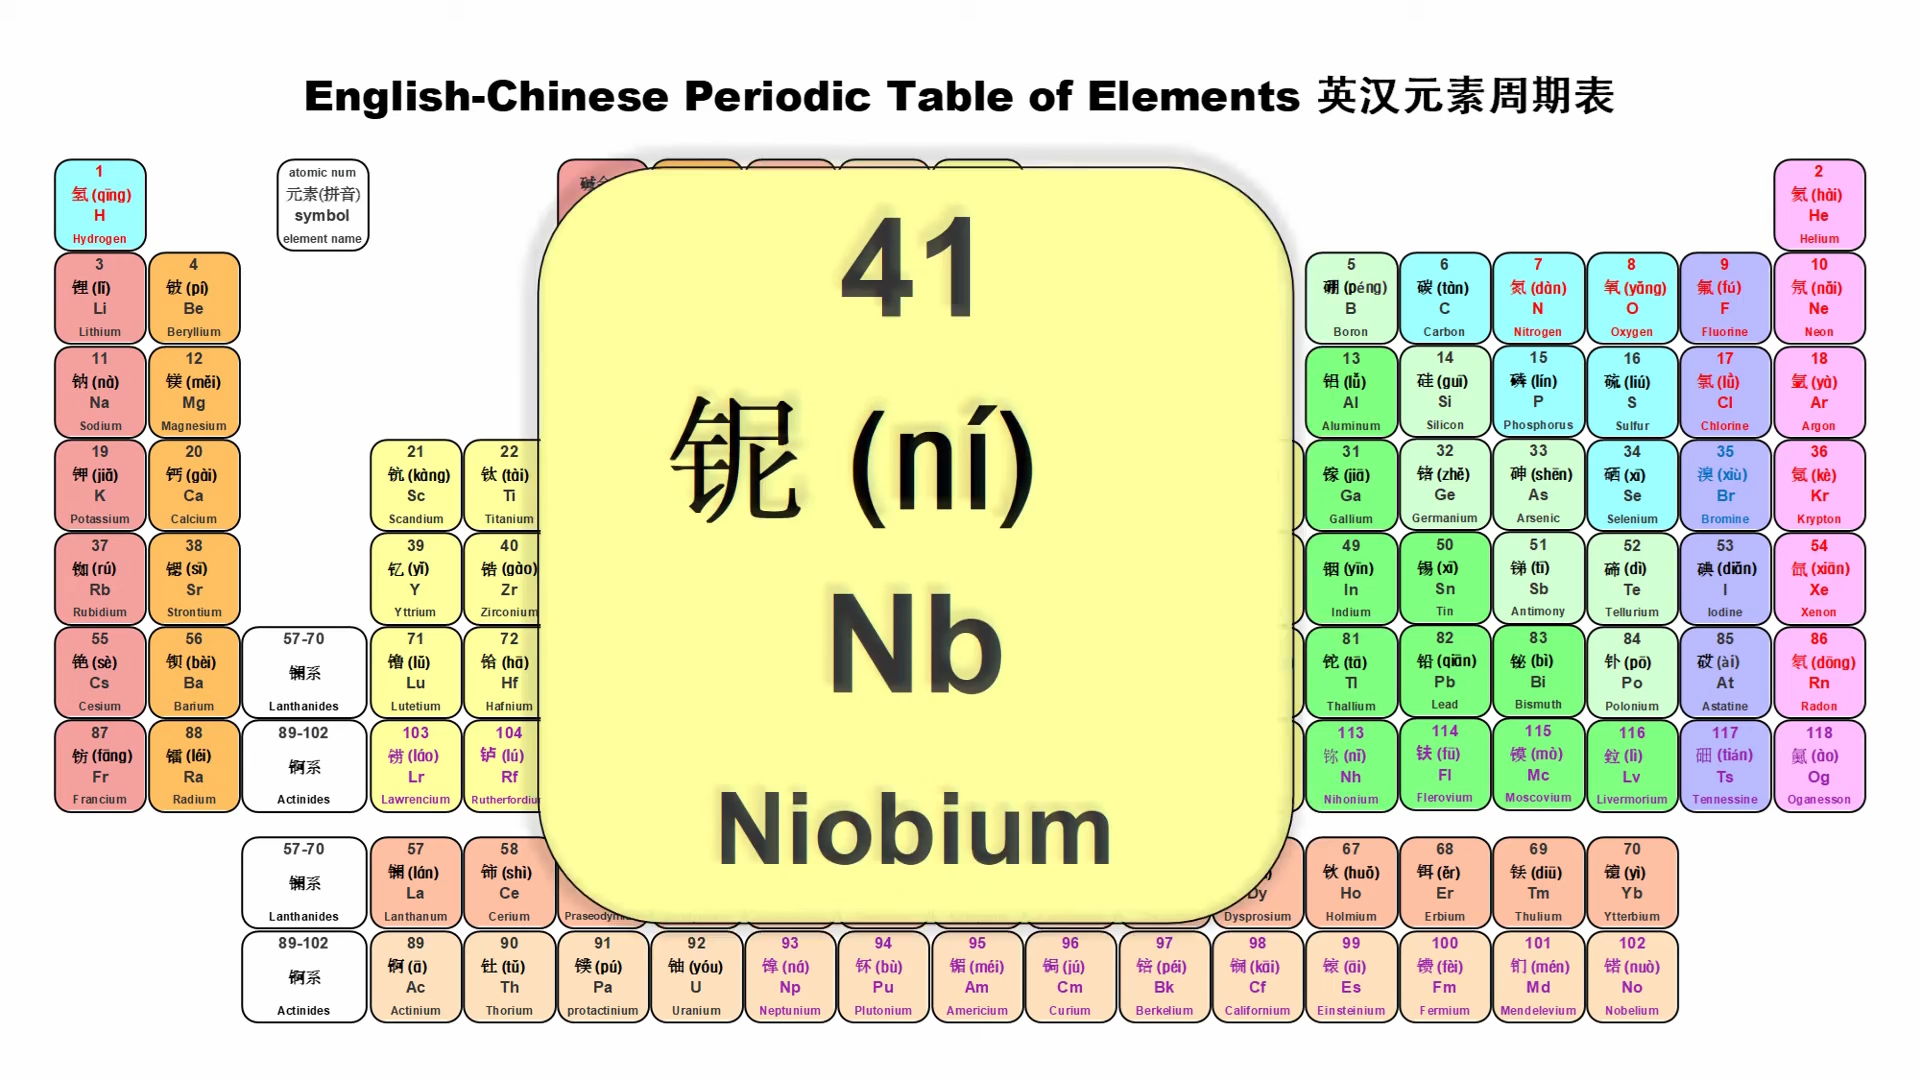 English-Chinese Periodic Table of Elements 英汉元素周期表
1
氢 (qīng)
H
Hydrogen
atomic num
元素(拼音)
symbol
element name
2
氦 (hài)
He
Helium
41
铌 (ní)
Nb
Niobium
3
锂 (lǐ)
Li
Lithium
4
铍 (pí)
Be
Beryllium
5
硼 (péng)
B
Boron
6
碳 (tàn)
C
Carbon
7
氮 (dàn)
N
Nitrogen
8
氧 (yǎng)
O
Oxygen
9
氟 (fú)
F
Fluorine
10
氖 (nǎi)
Ne
Neon
11
钠 (nà)
Na
Sodium
12
镁 (měi)
Mg
Magnesium
13
铝 (lǚ)
Al
Aluminum
14
硅 (guī)
Si
Silicon
15
磷 (lín)
P
Phosphorus
16
硫 (liú)
S
Sulfur
17
氯 (lǜ)
Cl
Chlorine
18
氩 (yà)
Ar
Argon
19
钾 (jiǎ)
K
Potassium
20
钙 (gài)
Ca
Calcium
21
钪 (kàng)
Sc
Scandium
22
钛 (tài)
Ti
Titanium
31
镓 (jiā)
Ga
Gallium
32
锗 (zhě)
Ge
Germanium
33
砷 (shēn)
As
Arsenic
34
硒 (xī)
Se
Selenium
35
溴 (xiù)
Br
Bromine
36
氪 (kè)
Kr
Krypton
37
铷 (rú)
Rb
Rubidium
38
锶 (sī)
Sr
Strontium
39
钇 (yǐ)
Y
Yttrium
40
锆 (gào)
Zr
Zirconium
49
铟 (yīn)
In
Indium
50
锡 (xī)
Sn
Tin
51
锑 (tī)
Sb
Antimony
52
碲 (dì)
Te
Tellurium
53
碘 (diǎn)
I
Iodine
54
氙 (xiān)
Xe
Xenon
55
铯 (sè)
Cs
Cesium
56
钡 (bèi)
Ba
Barium
57-70
镧系
Lanthanides
71
镥 (lǔ)
Lu
Lutetium
72
铪 (hā)
Hf
Hafnium
81
铊 (tā)
Tl
Thallium
82
铅 (qiān)
Pb
Lead
83
铋 (bì)
Bi
Bismuth
84
钋 (pō)
Po
Polonium
85
砹 (ài)
At
Astatine
86
氡 (dōng)
Rn
Radon
87
钫 (fāng)
Fr
Francium
88
镭 (léi)
Ra
Radium
89-102
锕系
Actinides
103
铹 (láo)
Lr
Lawrencium
104
𬬻 (lú)
Rf
Rutherfordiu
113
鿭 (nǐ)
Nh
Nihonium
114
𫓧 (fū)
Fl
Flerovium
115
镆 (mò)
Mc
Moscovium
116
𫟷 (lì)
Lv
Livermorium
117
鿬 (tián)
Ts
Tennessine
118
鿫 (ào)
Og
Oganesson
57-70
镧系
Lanthanides
57
镧 (lán)
La
Lanthanum
58
铈 (shì)
Ce
Cerium
Dy
Dysprosium
67
钬 (huǒ)
Ho
Holmium
68
铒 (ěr)
Er
Erbium
69
铥 (diū)
Tm
Thulium
70
镱 (yì)
Yb
Ytterbium
89-102
锕系
Actinides
89
锕 (ā)
Ac
Actinium
90
钍 (tǔ)
Th
Thorium
91
镤 (pú)
Pa
protactinium
92
铀 (yóu)
U
Uranium
93
镎 (ná)
Np
Neptunium
94
钚 (bù)
Pu
Plutonium
95
镅 (méi)
Am
Americium
96
锔 (jú)
Cm
Curium
97
锫 (péi)
Bk
Berkelium
98
锎 (kāi)
Cf
Californium
99
锿 (āi)
Es
Einsteinium
100
镄 (fèi)
Fm
Fermium
101
钔 (mén)
Md
Mendelevium
102
锘 (nuò)
No
Nobelium